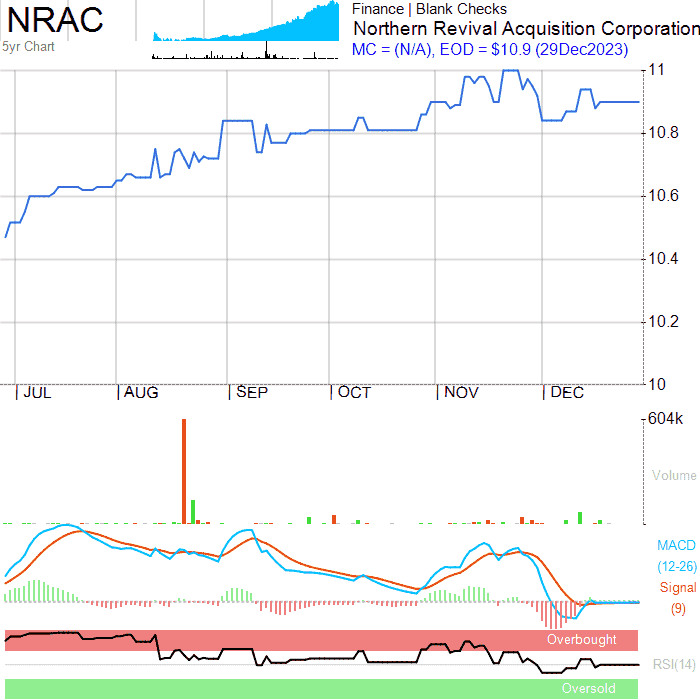 NRAC
5yr Chart
Finance | Blank Checks
Northern Revival Acquisition Corporation
MC = (N/A), EOD = $10.9 (29Dec2023)
11
10.8
10.6
10.4
10.2
10
JUL AUG SEP OCT NOV DEC
604k
Volume
MACD
(12-26)
Signal
(9)
Overbought
RSI(14)
Oversold